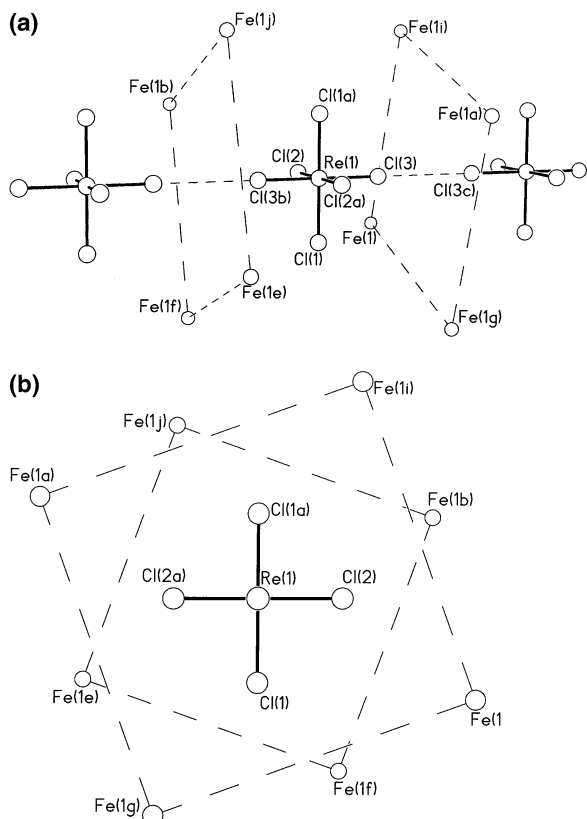 (a)
Fe(1j)
Fe(1i)
Fe(1b)
Fe(1a)
Cl(1a)
Cl(2)
Re(1)
Cl(3)
Cl(3b)
Cl(2a)
Cl(3c)
Fe(1)
Cl(1)
Fe(1e)
Fe(1f)
Fe(1g)
(b)
Fe(1i)
Fe(1j)
Fe(1a)
Fe(1b)
Cl(1a)
Cl(2a)
Re(1)
Cl(2)
Fe(1e)
Cl(1)
Fe(1
Fe(1f)
Fe(1g)